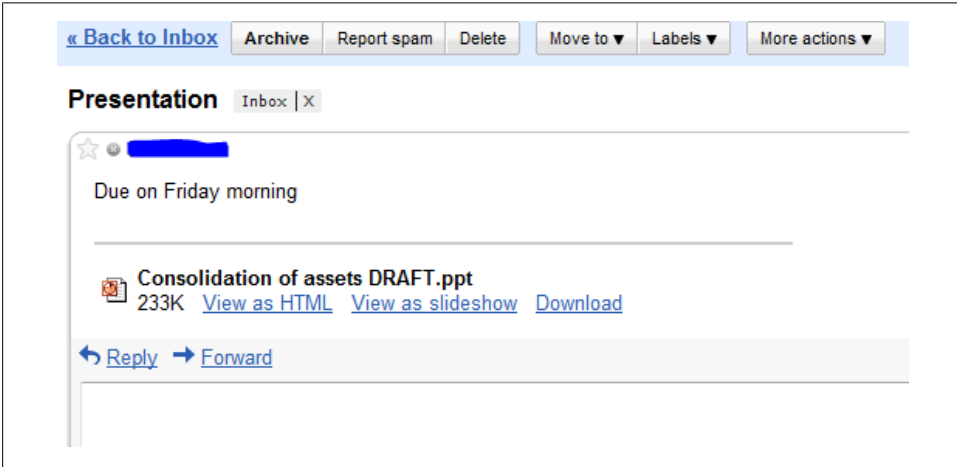 « Back to Inbox Archive Report spam Delete Move to ▼ Labels ▼ More actions ▼
Presentation Inbox | X
Due on Friday morning
Consolidation of assets DRAFT.ppt
233K View as HTML View as slideshow Download
Reply Forward